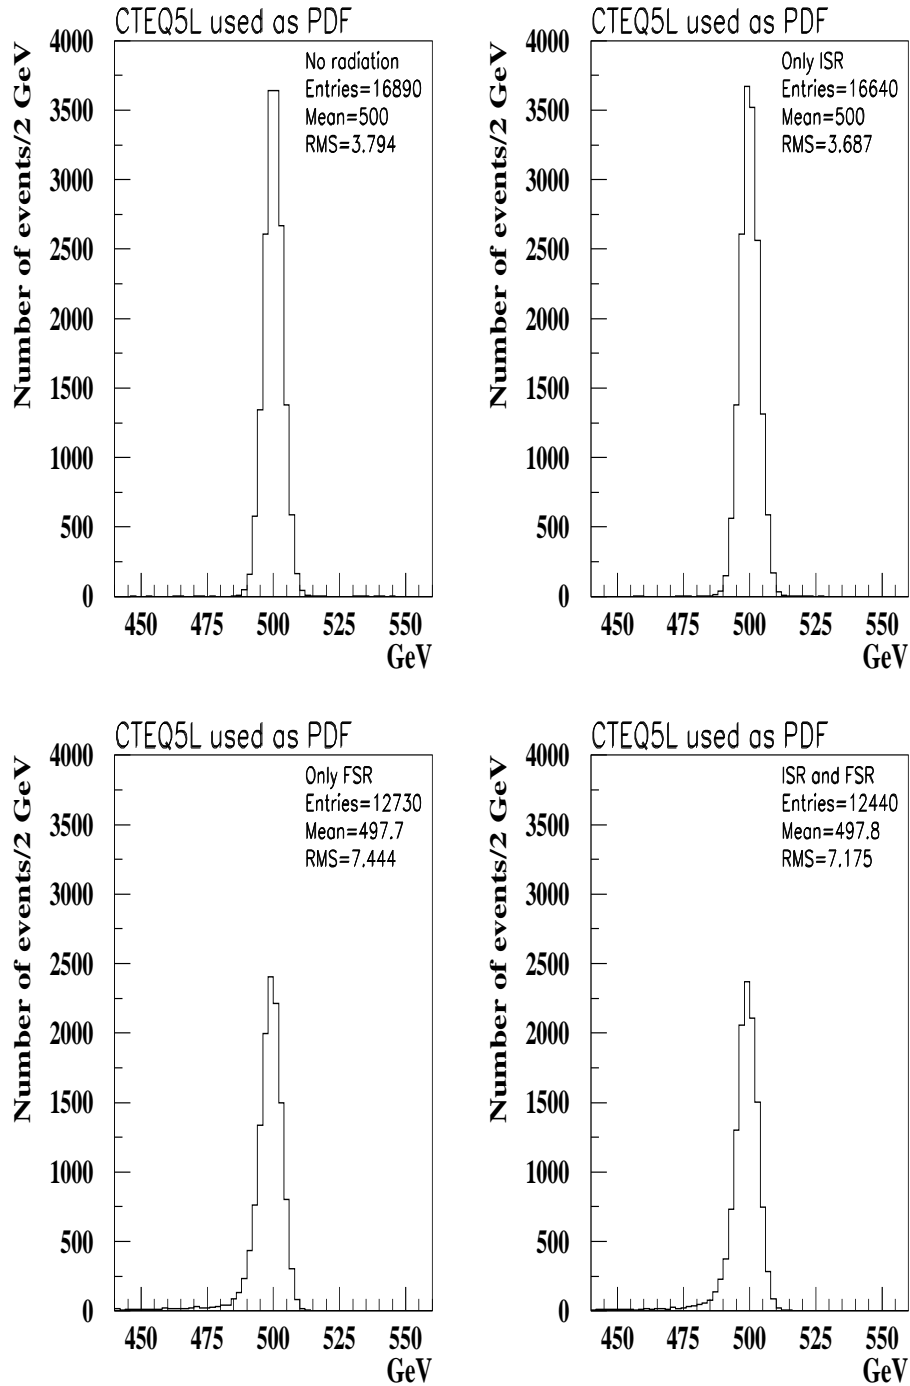 CTEQ5L used as PDF
Number of events/2 GeV
4000
3500
3000
2500
2000
1500
1000
500
0
No radiation
Entries=16890
Mean=500
RMS=3.794
450 475 500 525 550
GeV
CTEQ5L used as PDF
Number of events/2 GeV
4000
3500
3000
2500
2000
1500
1000
500
0
Only ISR
Entries=16640
Mean=500
RMS=3.687
450 475 500 525 550
GeV
CTEQ5L used as PDF
Number of events/2 GeV
4000
3500
3000
2500
2000
1500
1000
500
0
Only FSR
Entries=12730
Mean=497.7
RMS=7.444
450 475 500 525 550
GeV
CTEQ5L used as PDF
Number of events/2 GeV
4000
3500
3000
2500
2000
1500
1000
500
0
ISR and FSR
Entries=12440
Mean=497.8
RMS=7.175
450 475 500 525 550
GeV